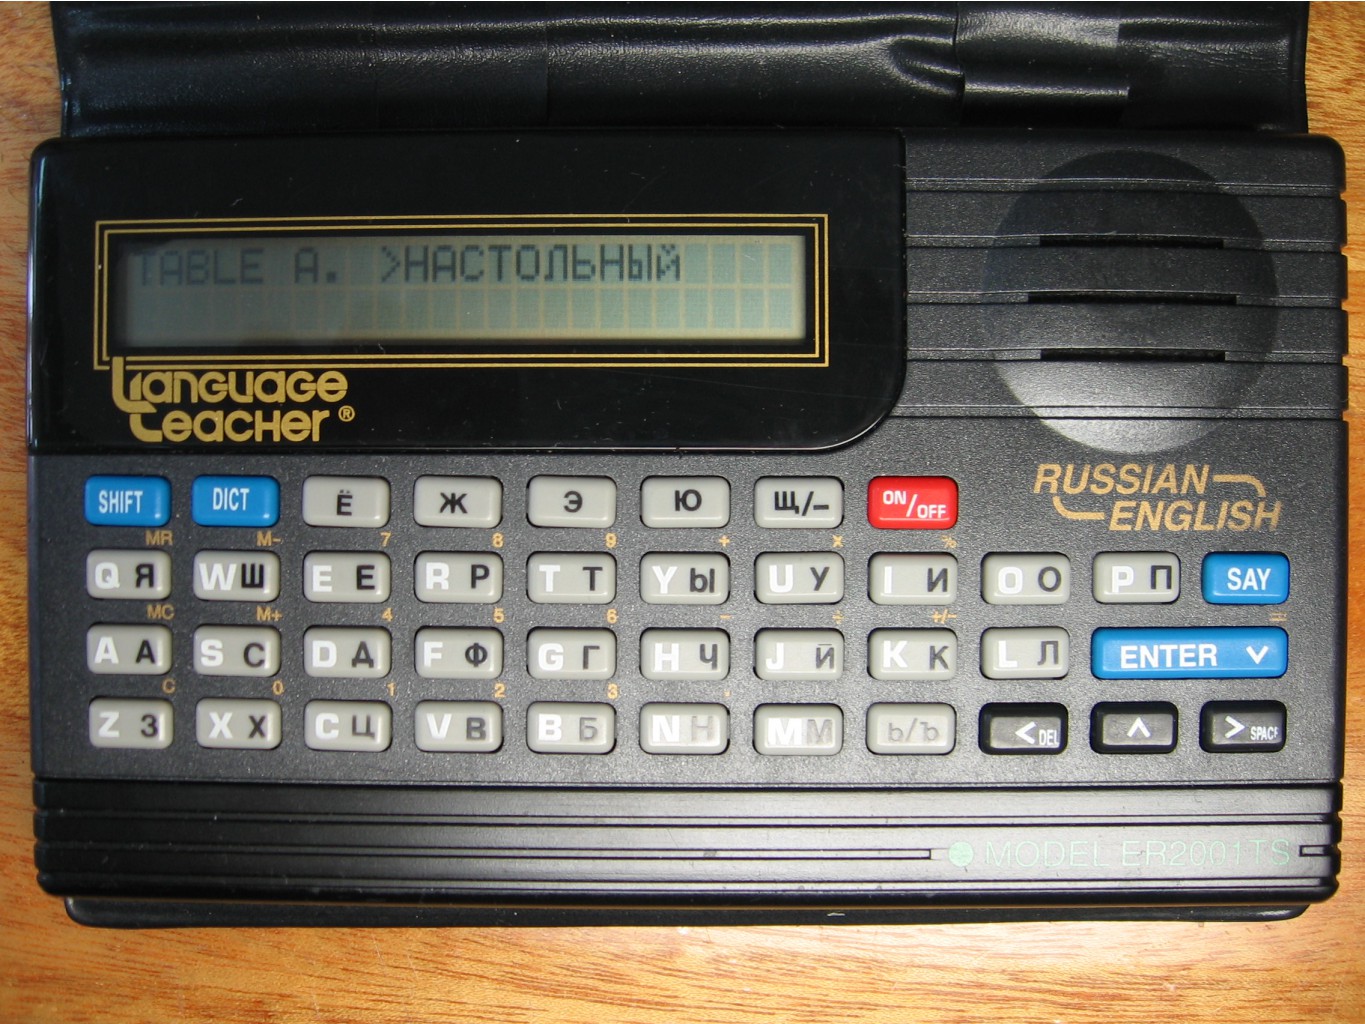 TABLE A. >НАСТОЛЬНЫЙ
Language
Teacher®
RUSSIAN
ENGLISH
SHIFT DICT Ё Ж Э Ю Щ/– ON/OFF
MR M- 7 8 9 + x %
Q Я W Ш E Е R Р T Т Y Ы U У I И O О P П SAY
MC M+ 4 5 6 – ÷ +/- =
A А S С D Д F Ф G Г H Ч J Й K К L Л ENTER
C 0 1 2 3 .
Z З X Х C Ц V В B Б N Н M М Ь/Ъ < DEL ^ > SPACE
MODEL ER2001TS